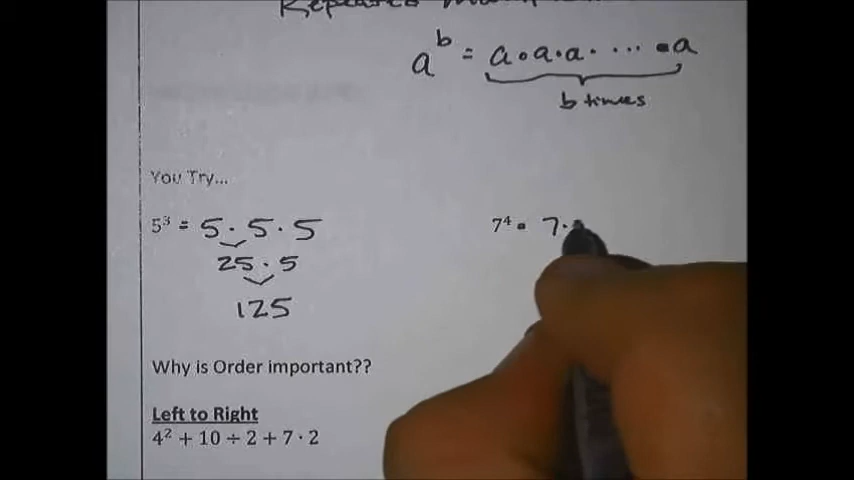 Repeated
a^b = a•a•a• ... •a
b times
You Try...
5³ = 5·5·5
25·5
125
7⁴ = 7·
Why is Order important??
Left to Right
4² + 10 ÷ 2 + 7 · 2